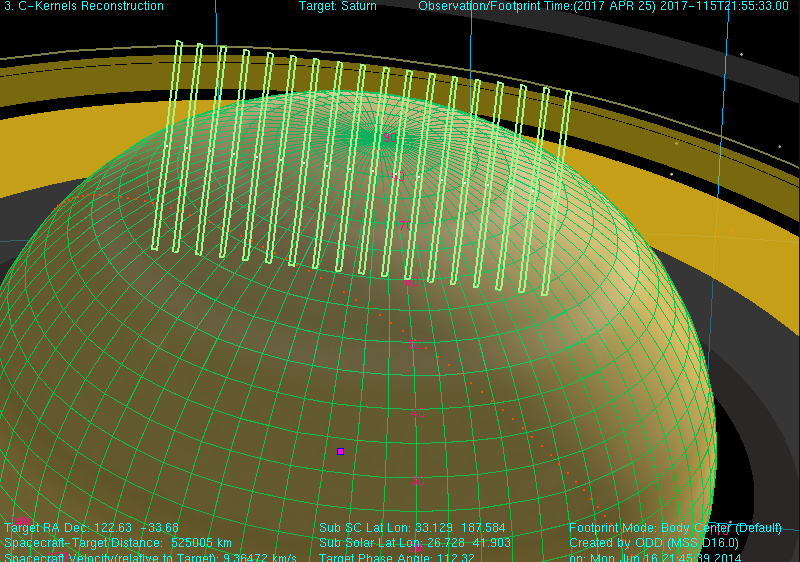 3. C-Kernels Reconstruction Target: Saturn Observation/Footprint Time:(2017 APR 25) 2017-115T21:55:33.00
Target RA Dec: 122.63 -33.68 Sub SC Lat Lon: 33.129 187.584 Footprint Mode: Body Center (Default)
Spacecraft-Target Distance: 525005 km Sub Solar Lat Lon: 26.728 41.903 Created by ODD (MSS D16.0)
Spacecraft Velocity(relative to Target): 9.36472 km/s Target Phase Angle: 112.32 on: Mon Jun 16 21:45:39 2014